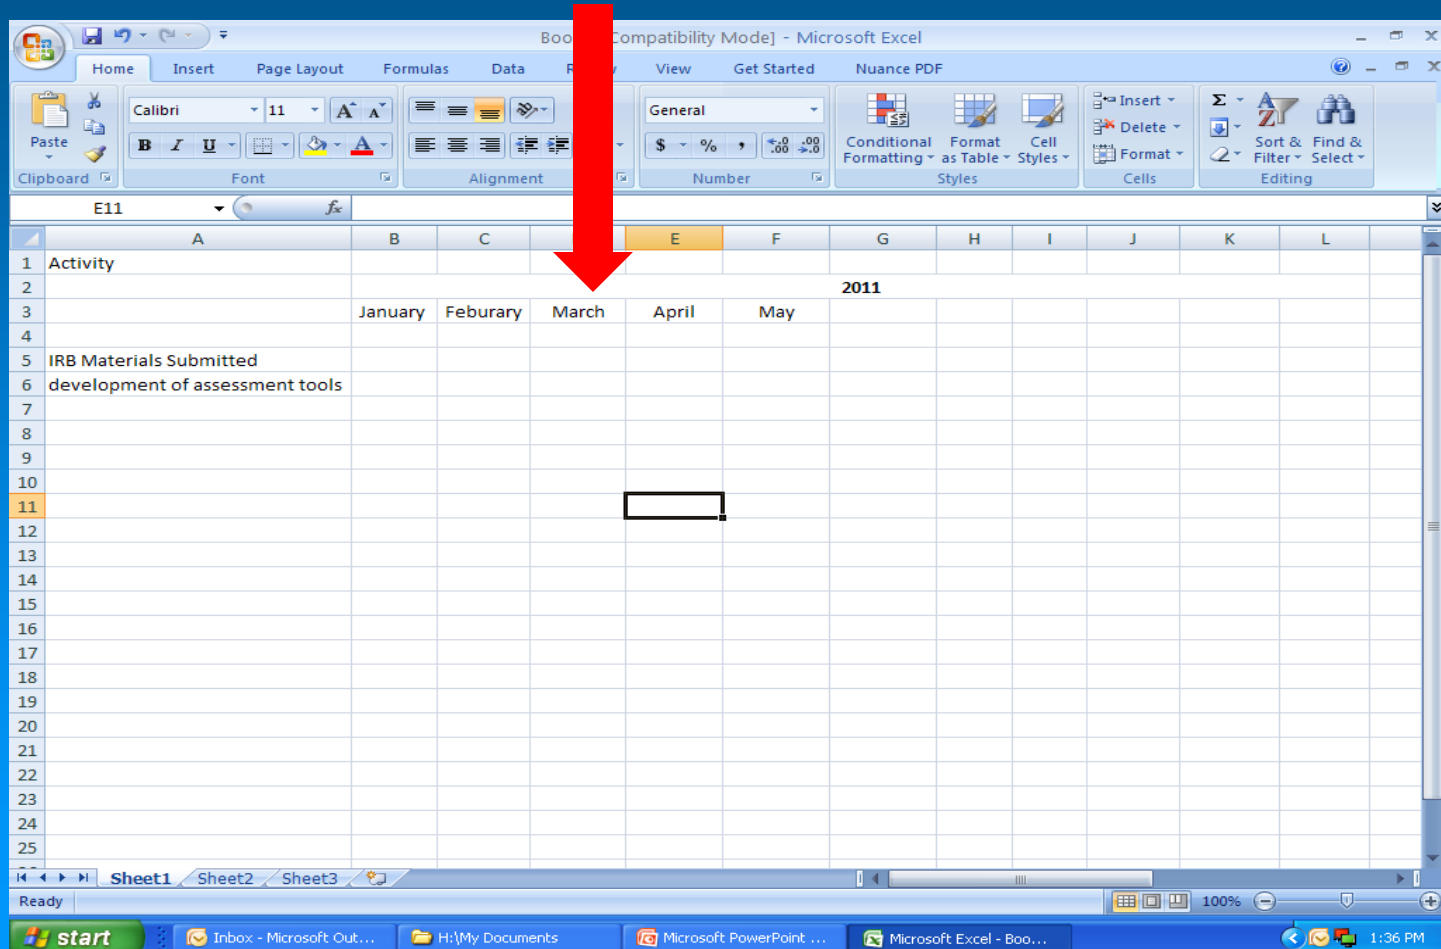 Boo Compatibility Mode] - Microsoft Excel
Home Insert Page Layout Formulas Data View Get Started Nuance PDF
Calibri 11 A A General Insert Σ
Paste Delete
B I U A $ % , .00 .00 .0 Conditional Formatting Format as Table Cell Styles Format Sort & Filter Find & Select
Clipboard Font Alignment Number Styles Cells Editing
E11 fx
A B C E F G H I J K L
1 Activity
2 2011
3 January Feburary March April May
4
5 IRB Materials Submitted
6 development of assessment tools
7
8
9
10
11
12
13
14
15
16
17
18
19
20
21
22
23
24
25
Sheet1 Sheet2 Sheet3
Ready 100%
start Inbox - Microsoft Out... H:\My Documents Microsoft PowerPoint ... Microsoft Excel - Boo... 1:36 PM